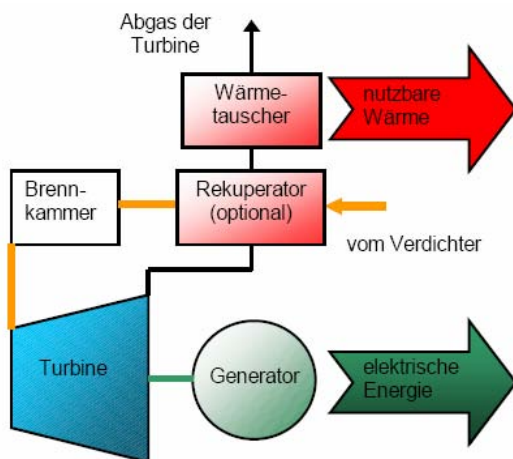 Abgas der
Turbine
Wärme-
tauscher
nutzbare
Wärme
Brenn-
kammer
Rekuperator
(optional)
vom Verdichter
Turbine
Generator
elektrische
Energie